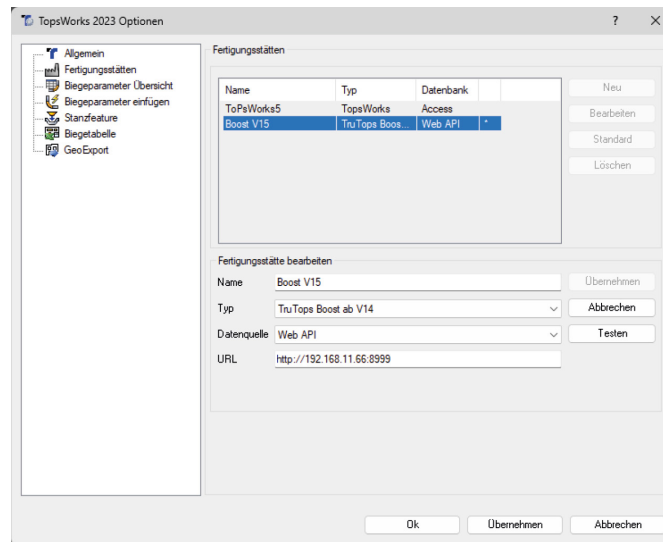 TopsWorks 2023 Optionen
?
Allgemein
Fertigungsstätten
Biegeparameter Übersicht
Biegeparameter einfügen
Stanzfeature
Biegetabelle
GeoExport
Fertigungsstätten
Name Typ Datenbank
ToPsWorks5 TopsWorks Access
Boost V15 TruTops Boos... Web API *
Neu
Bearbeiten
Standard
Löschen
Fertigungsstätte bearbeiten
Name Boost V15 Übernehmen
Typ TruTops Boost ab V14 Abbrechen
Datenquelle Web API Testen
URL http://192.168.11.66:8999
Ok Übernehmen Abbrechen